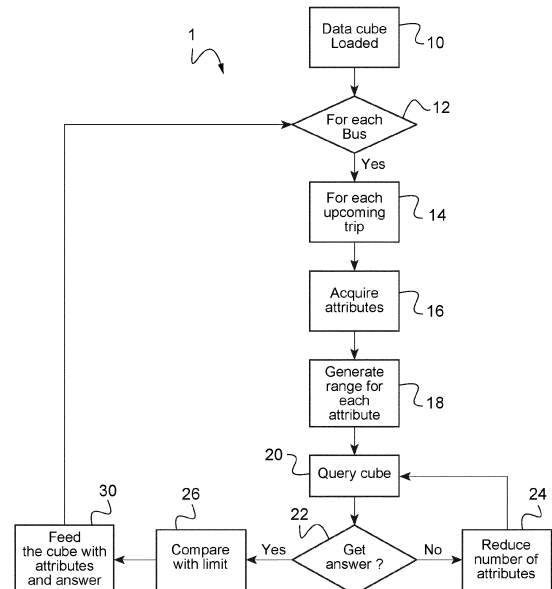 1
Data cube
Loaded
10
For each
Bus
12
Yes
For each
upcoming
trip
14
Acquire
attributes
16
Generate
range for
each
attribute
18
20
Query cube
30
26
22
24
Feed
the cube with
attributes
and answer
Compare
with limit
Yes
Get
answer ?
No
Reduce
number of
attributes